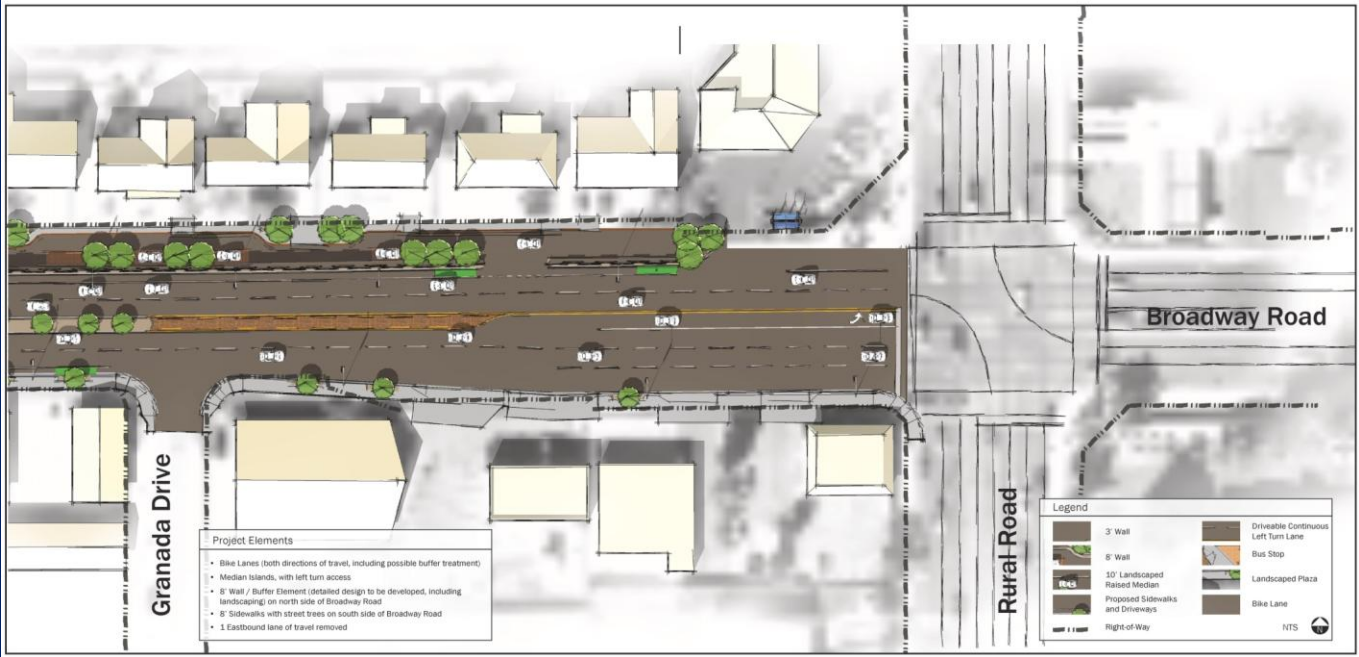 Broadway Road
Granada Drive
Rural Road
Project Elements
• Bike Lanes (both directions of travel, including possible buffer treatment)
• Median Islands, with left turn access
• 8' Wall / Buffer Element (detailed design to be developed, including
landscaping) on north side of Broadway Road
• 8' Sidewalks with street trees on south side of Broadway Road
• 1 Eastbound lane of travel removed
Legend
3' Wall
8' Wall
10' Landscaped
Raised Median
Proposed Sidewalks
and Driveways
Right-of-Way
Driveable Continuous
Left Turn Lane
Bus Stop
Landscaped Plaza
Bike Lane
NTS
N